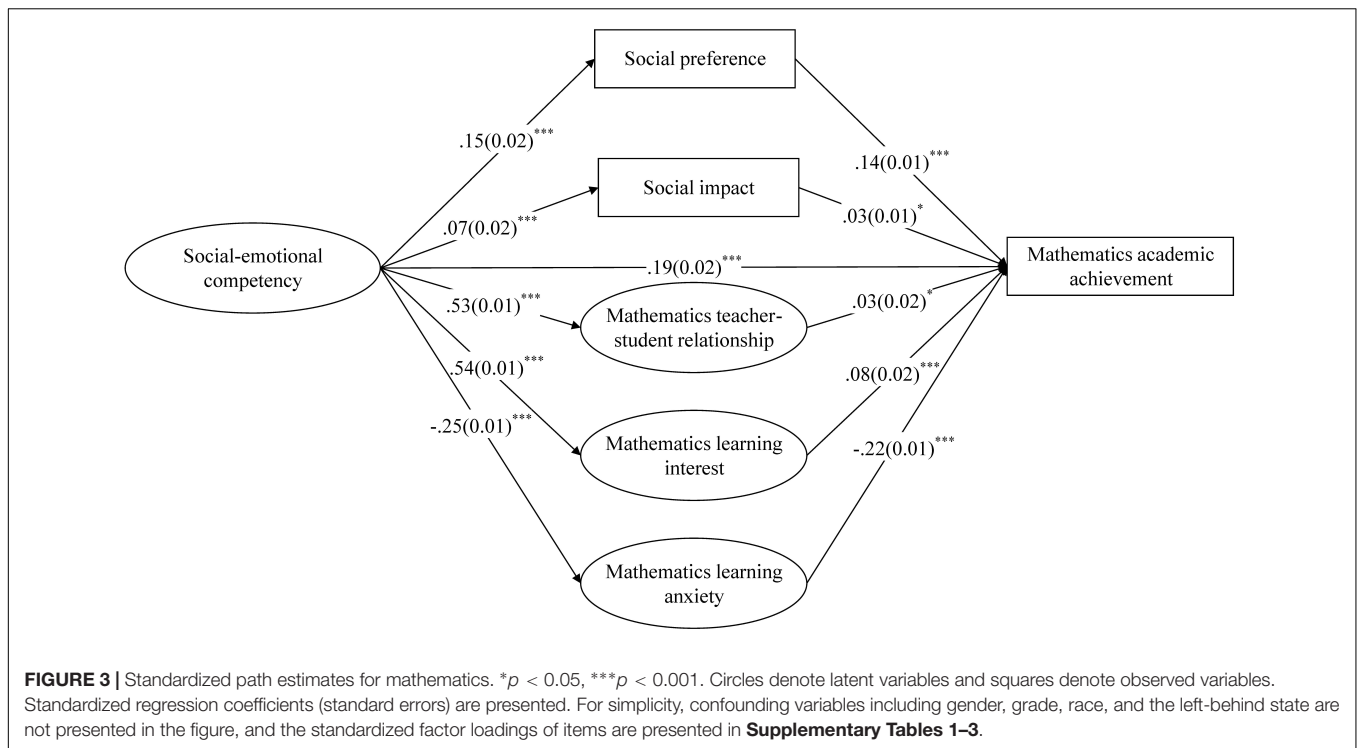 Social preference
.15(0.02)***
.14(0.01)***
Social impact
.07(0.02)***
.03(0.01)*
Social-emotional
competency
.19(0.02)***
Mathematics academic
achievement
.53(0.01)***
Mathematics teacher-
student relationship
.03(0.02)*
.54(0.01)***
.08(0.02)***
-.25(0.01)***
Mathematics learning
interest
-.22(0.01)***
Mathematics learning
anxiety
FIGURE 3 | Standardized path estimates for mathematics. *p < 0.05, ***p < 0.001. Circles denote latent variables and squares denote observed variables.
Standardized regression coefficients (standard errors) are presented. For simplicity, confounding variables including gender, grade, race, and the left-behind state are
not presented in the figure, and the standardized factor loadings of items are presented in Supplementary Tables 1–3.